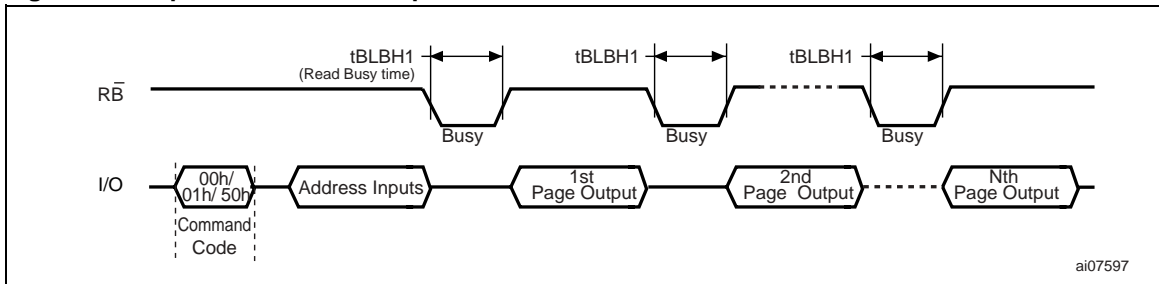 tBLBH1
(Read Busy time)
tBLBH1
tBLBH1
RB̅
Busy
Busy
Busy
I/O
00h/
01h/ 50h
Address Inputs
1st
Page Output
2nd
Page Output
Nth
Page Output
Command
Code
ai07597